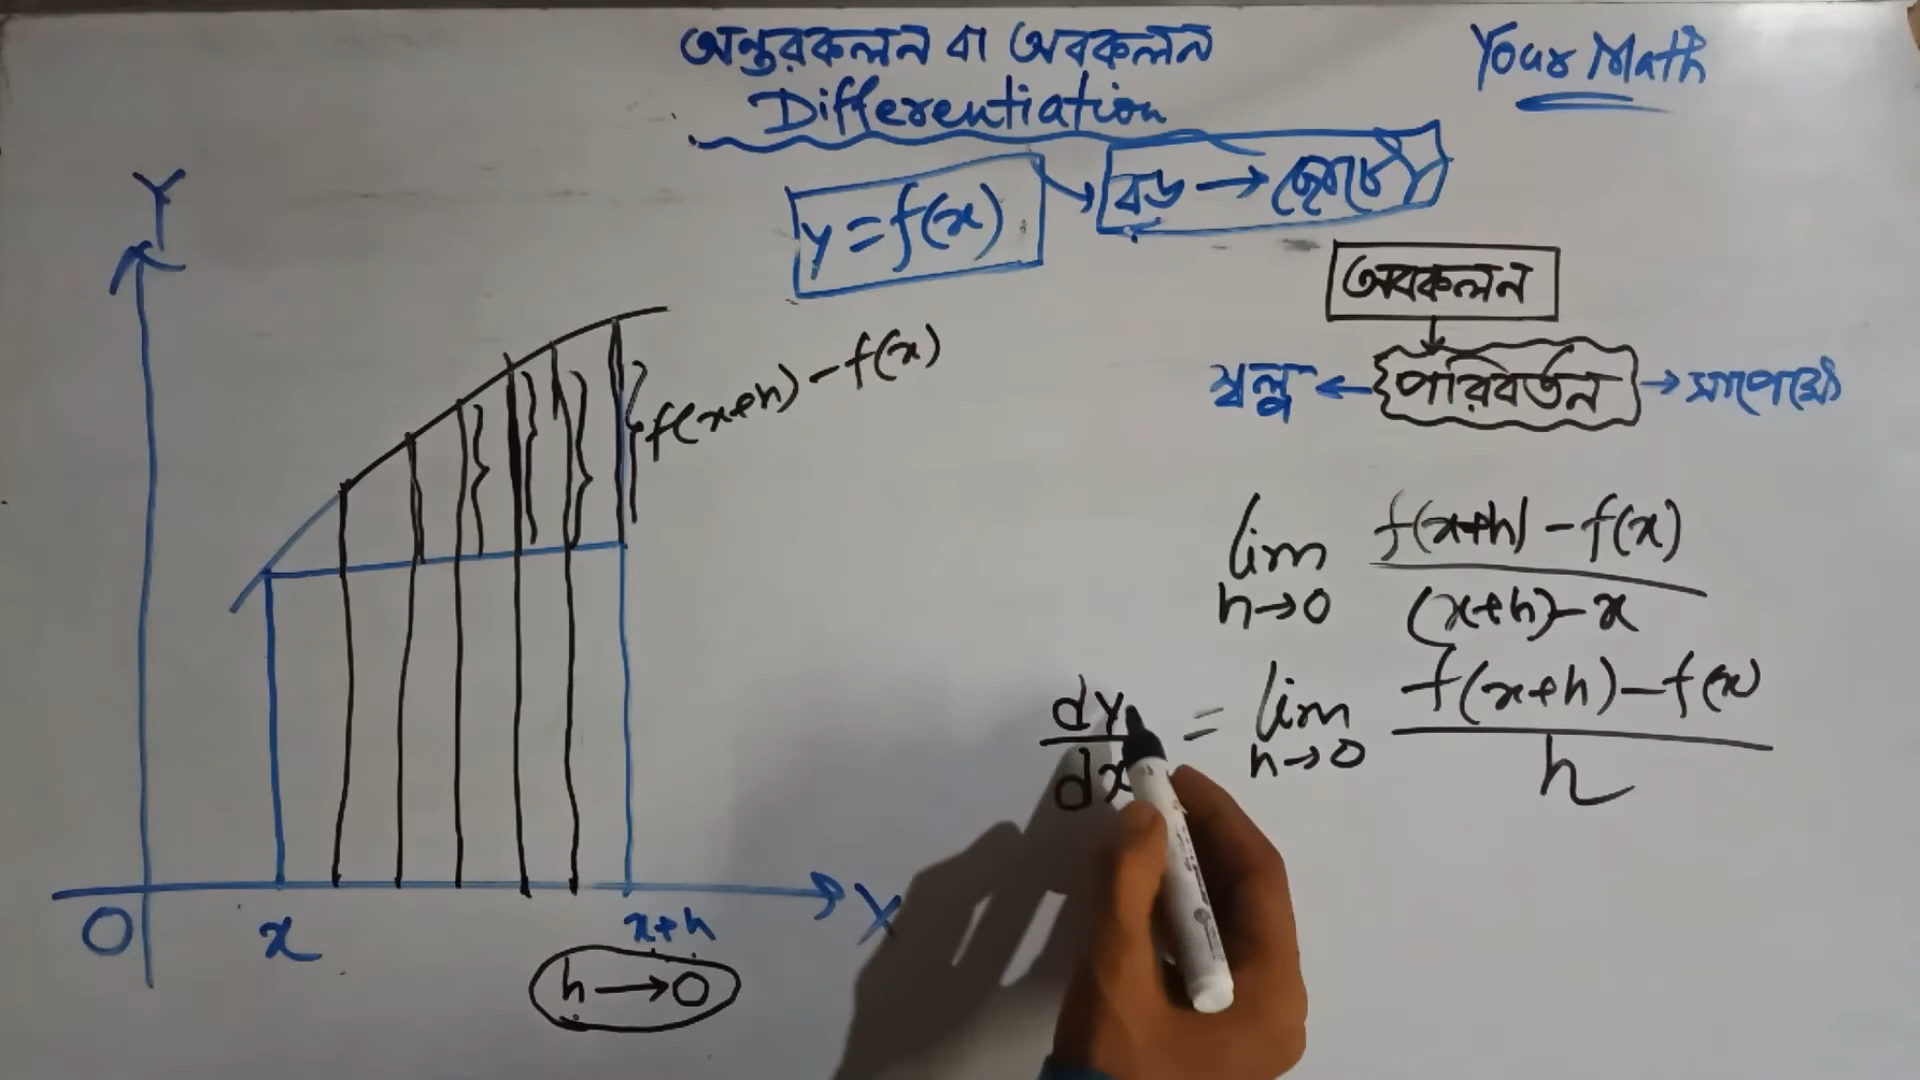 অন্তরকলন বা অবকলন
Differentiation
Your Math
y = f(x)
বড় → ছোট
অবকলন
স্বল্প ← পরিবর্তন → সাপেক্ষে
Y
f(x+h) - f(x)
lim h→0 f(x+h) - f(x) / (x+h) - x
dy/dx = lim h→0 f(x+h) - f(x) / h
O
x
x+h
X
h → 0